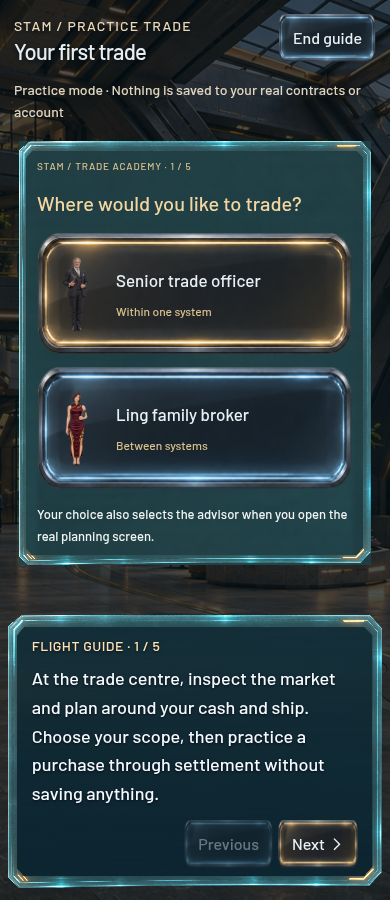 STAM / PRACTICE TRADE
Your first trade
End guide
Practice mode · Nothing is saved to your real contracts or
account
STAM / TRADE ACADEMY · 1 / 5
Where would you like to trade?
Senior trade officer
Within one system
Ling family broker
Between systems
Your choice also selects the advisor when you open the
real planning screen.
FLIGHT GUIDE · 1 / 5
At the trade centre, inspect the market
and plan around your cash and ship.
Choose your scope, then practice a
purchase through settlement without
saving anything.
Previous
Next